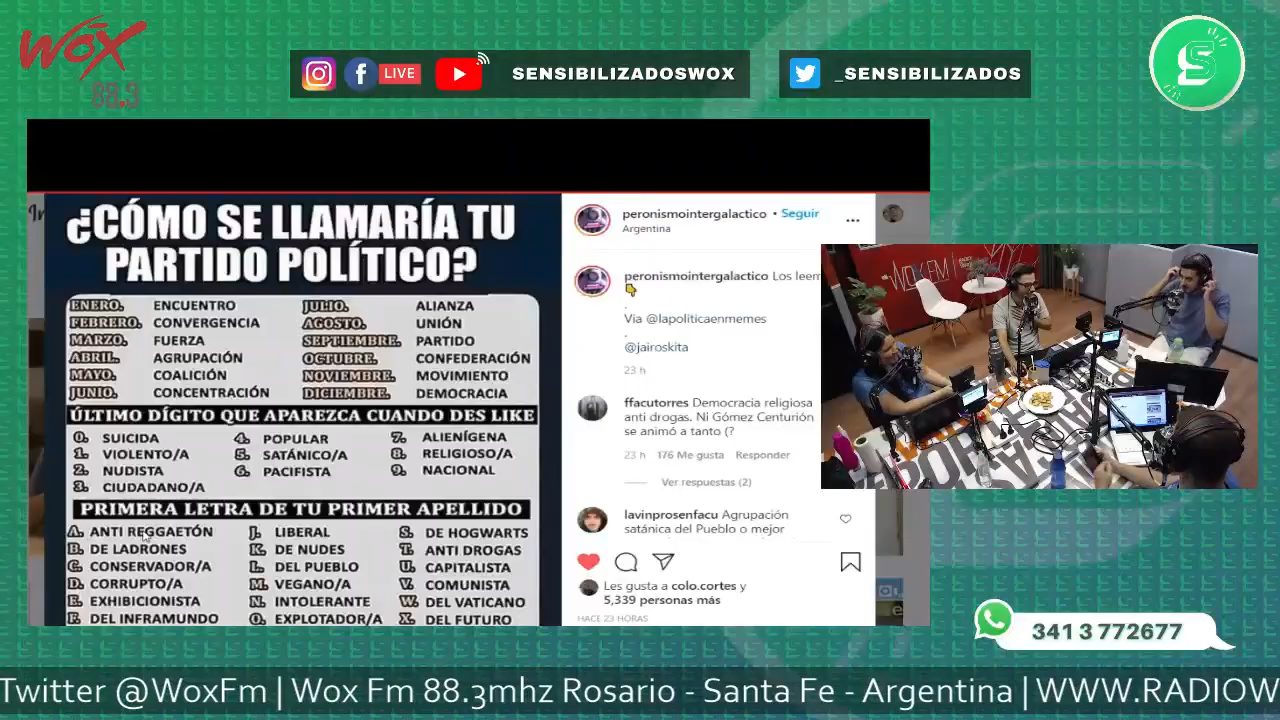 WOX
88.3
LIVE
SENSIBILIZADOSWOX
_SENSIBILIZADOS
S
¿CÓMO SE LLAMARÍA TU
PARTIDO POLÍTICO?
ENERO. ENCUENTRO JULIO. ALIANZA
FEBRERO. CONVERGENCIA AGOSTO. UNIÓN
MARZO. FUERZA SEPTIEMBRE. PARTIDO
ABRIL. AGRUPACIÓN OCTUBRE. CONFEDERACIÓN
MAYO. COALICIÓN NOVIEMBRE. MOVIMIENTO
JUNIO. CONCENTRACIÓN DICIEMBRE. DEMOCRACIA
ÚLTIMO DÍGITO QUE APAREZCA CUANDO DES LIKE
0. SUICIDA 4. POPULAR 7. ALIENÍGENA
1. VIOLENTO/A 5. SATÁNICO/A 8. RELIGIOSO/A
2. NUDISTA 6. PACIFISTA 9. NACIONAL
3. CIUDADANO/A
PRIMERA LETRA DE TU PRIMER APELLIDO
A. ANTI REGGAETÓN J. LIBERAL S. DE HOGWARTS
B. DE LADRONES K. DE NUDES T. ANTI DROGAS
C. CONSERVADOR/A L. DEL PUEBLO U. CAPITALISTA
D. CORRUPTO/A M. VEGANO/A V. COMUNISTA
E. EXHIBICIONISTA N. INTOLERANTE W. DEL VATICANO
F. DEL INFRAMUNDO O. EXPLOTADOR/A X. DEL FUTURO
peronismointergalactico • Seguir
Argentina
peronismointergalactico Los leem
.
Via @lapoliticaenmemes
.
@jairoskita
23 h
ffacutorres Democracia religiosa
anti drogas. Ni Gómez Centurión
se animó a tanto (?
23 h 176 Me gusta Responder
Ver respuestas (2)
lavinprosenfacu Agrupación
satánica del Pueblo o mejor
Les gusta a colo.cortes y
5,339 personas más
HACE 23 HORAS
WOXFM
341 3 772677
Twitter @WoxFm | Wox Fm 88.3mhz Rosario - Santa Fe - Argentina | WWW.RADIOW